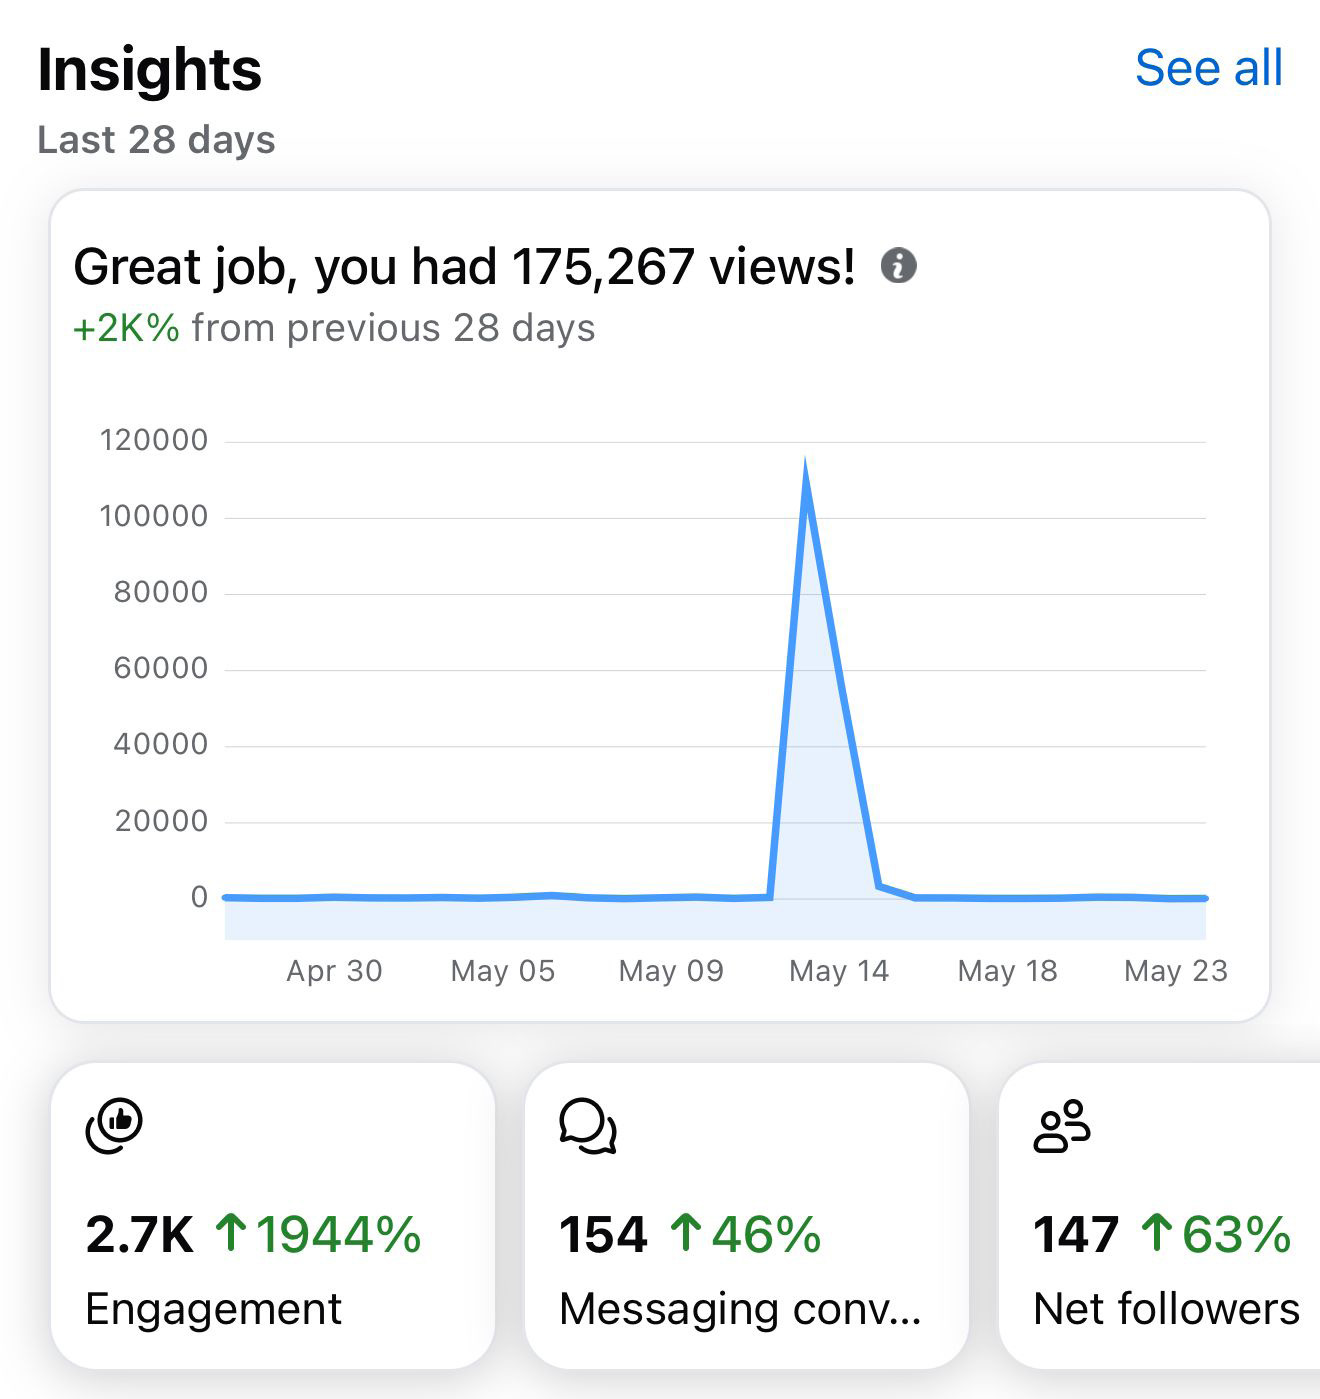 Insights
See all
Last 28 days
Great job, you had 175,267 views!
+2K% from previous 28 days
120000
100000
80000
60000
40000
20000
0
Apr 30 May 05 May 09 May 14 May 18 May 23
2.7K ↑1944%
Engagement
154 ↑46%
Messaging conv...
147 ↑63%
Net followers